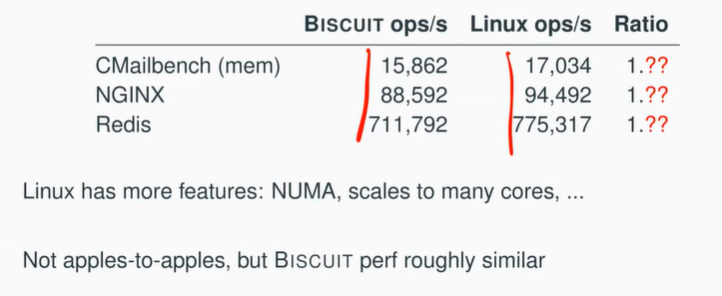 BISCUIT ops/s Linux ops/s Ratio
CMailbench (mem) 15,862 17,034 1.??
NGINX 88,592 94,492 1.??
Redis 711,792 775,317 1.??
Linux has more features: NUMA, scales to many cores, ...
Not apples-to-apples, but BISCUIT perf roughly similar